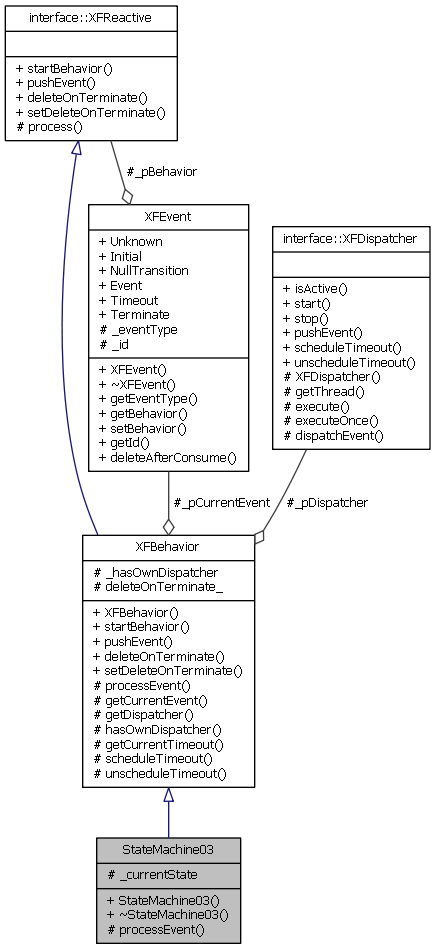 interface::XFReactive
+ startBehavior()
+ pushEvent()
+ deleteOnTerminate()
+ setDeleteOnTerminate()
# process()
#_pBehavior
XFEvent
+ Unknown
+ Initial
+ NullTransition
+ Event
+ Timeout
+ Terminate
# _eventType
# _id
+ XFEvent()
+ ~XFEvent()
+ getEventType()
+ getBehavior()
+ setBehavior()
+ getId()
+ deleteAfterConsume()
interface::XFDispatcher
+ isActive()
+ start()
+ stop()
+ pushEvent()
+ scheduleTimeout()
+ unscheduleTimeout()
# XFDispatcher()
# getThread()
# execute()
# executeOnce()
# dispatchEvent()
#_pCurrentEvent
#_pDispatcher
XFBehavior
# _hasOwnDispatcher
# deleteOnTerminate_
+ XFBehavior()
+ startBehavior()
+ pushEvent()
+ deleteOnTerminate()
+ setDeleteOnTerminate()
# processEvent()
# getCurrentEvent()
# getDispatcher()
# hasOwnDispatcher()
# getCurrentTimeout()
# scheduleTimeout()
# unscheduleTimeout()
StateMachine03
# _currentState
+ StateMachine03()
+ ~StateMachine03()
# processEvent()